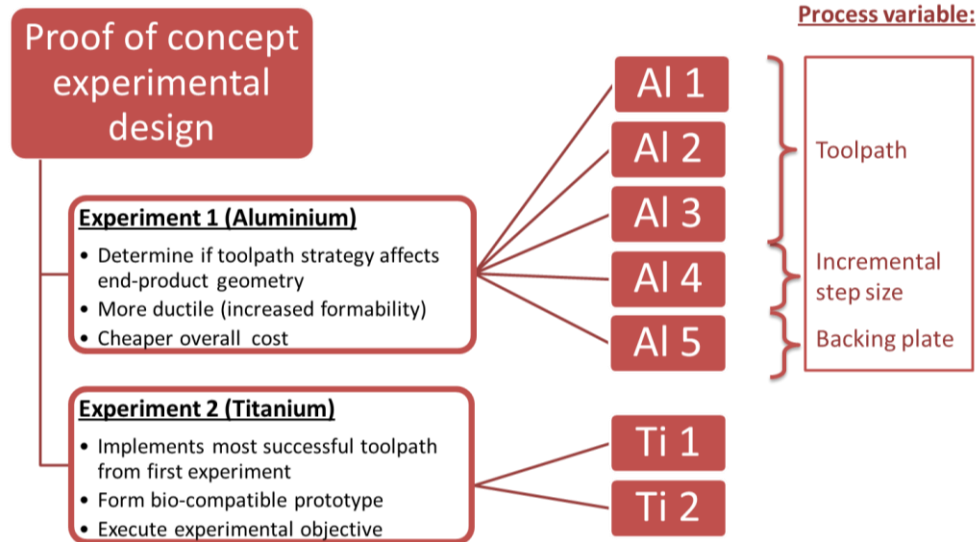 Process variable:
Proof of concept
experimental
design
Experiment 1 (Aluminium)
• Determine if toolpath strategy affects
end-product geometry
• More ductile (increased formability)
• Cheaper overall cost
Experiment 2 (Titanium)
• Implements most successful toolpath
from first experiment
• Form bio-compatible prototype
• Execute experimental objective
Al 1
Al 2
Al 3
Al 4
Al 5
Ti 1
Ti 2
Toolpath
Incremental
step size
Backing plate